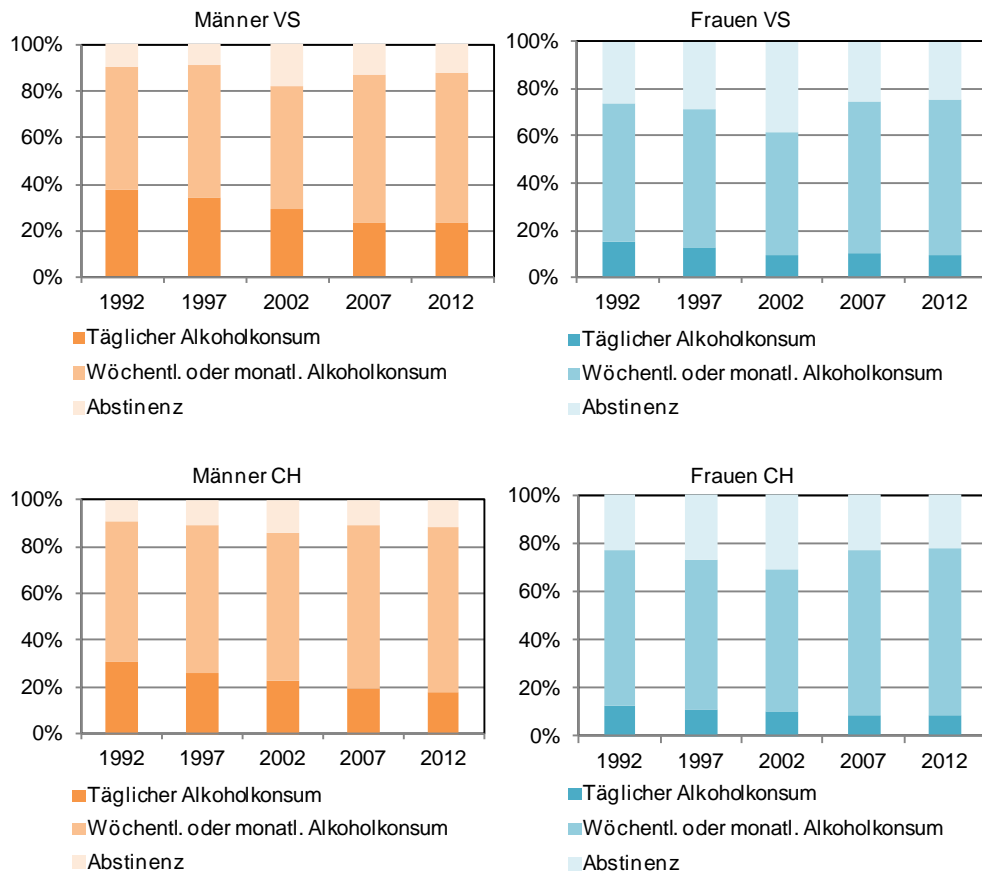 Männer VS
100%
80%
60%
40%
20%
0%
1992 1997 2002 2007 2012
Täglicher Alkoholkonsum
Wöchentl. oder monatl. Alkoholkonsum
Abstinenz
Frauen VS
100%
80%
60%
40%
20%
0%
1992 1997 2002 2007 2012
Täglicher Alkoholkonsum
Wöchentl. oder monatl. Alkoholkonsum
Abstinenz
Männer CH
100%
80%
60%
40%
20%
0%
1992 1997 2002 2007 2012
Täglicher Alkoholkonsum
Wöchentl. oder monatl. Alkoholkonsum
Abstinenz
Frauen CH
100%
80%
60%
40%
20%
0%
1992 1997 2002 2007 2012
Täglicher Alkoholkonsum
Wöchentl. oder monatl. Alkoholkonsum
Abstinenz